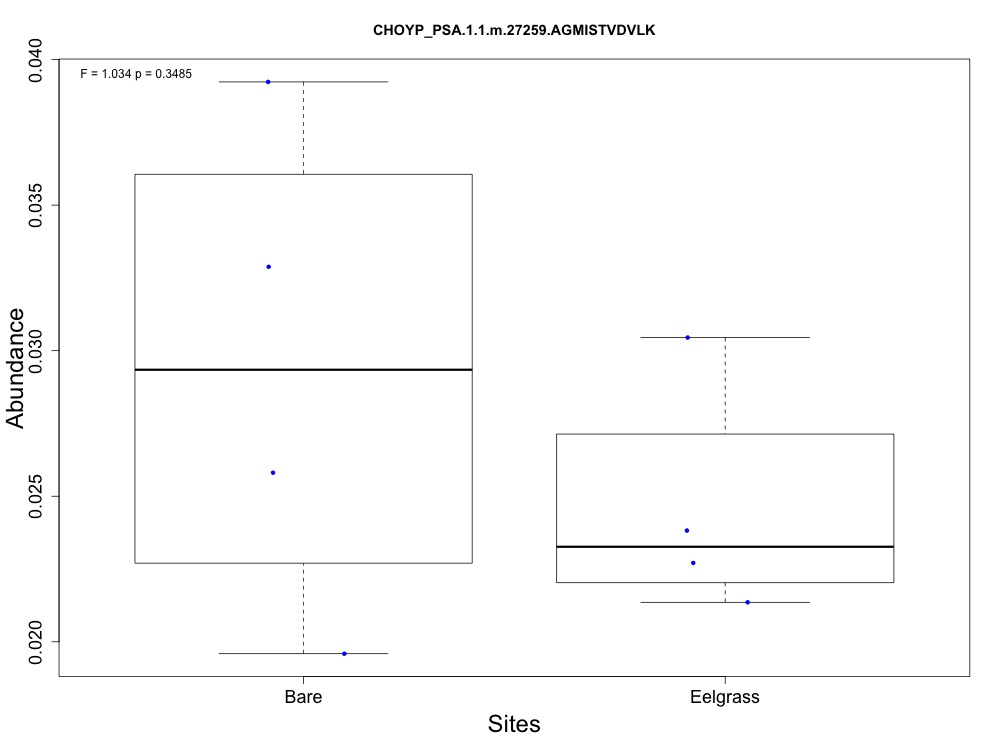 CHOYP_PSA.1.1.m.27259.AGMISTVDVLK
F = 1.034 p = 0.3485
0.040
0.035
0.030
0.025
0.020
Abundance
Bare
Eelgrass
Sites